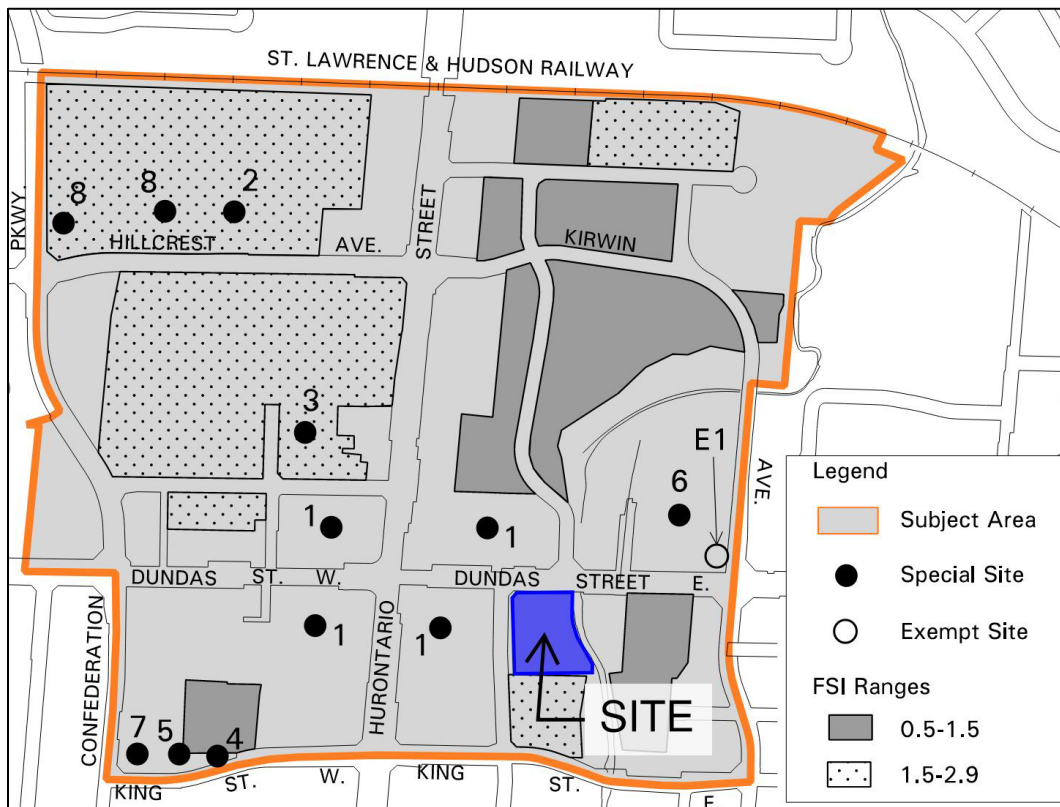 ST. LAWRENCE & HUDSON RAILWAY
PKWY.
8
8
2
HILLCREST AVE.
STREET
KIRWIN
3
E1
6
AVE.
1
1
DUNDAS ST. W.
DUNDAS STREET E.
CONFEDERATION
HURONTARIO
1
1
SITE
7
5
4
KING ST. W.
KING ST. E.
Legend
Subject Area
Special Site
Exempt Site
FSI Ranges
0.5-1.5
1.5-2.9